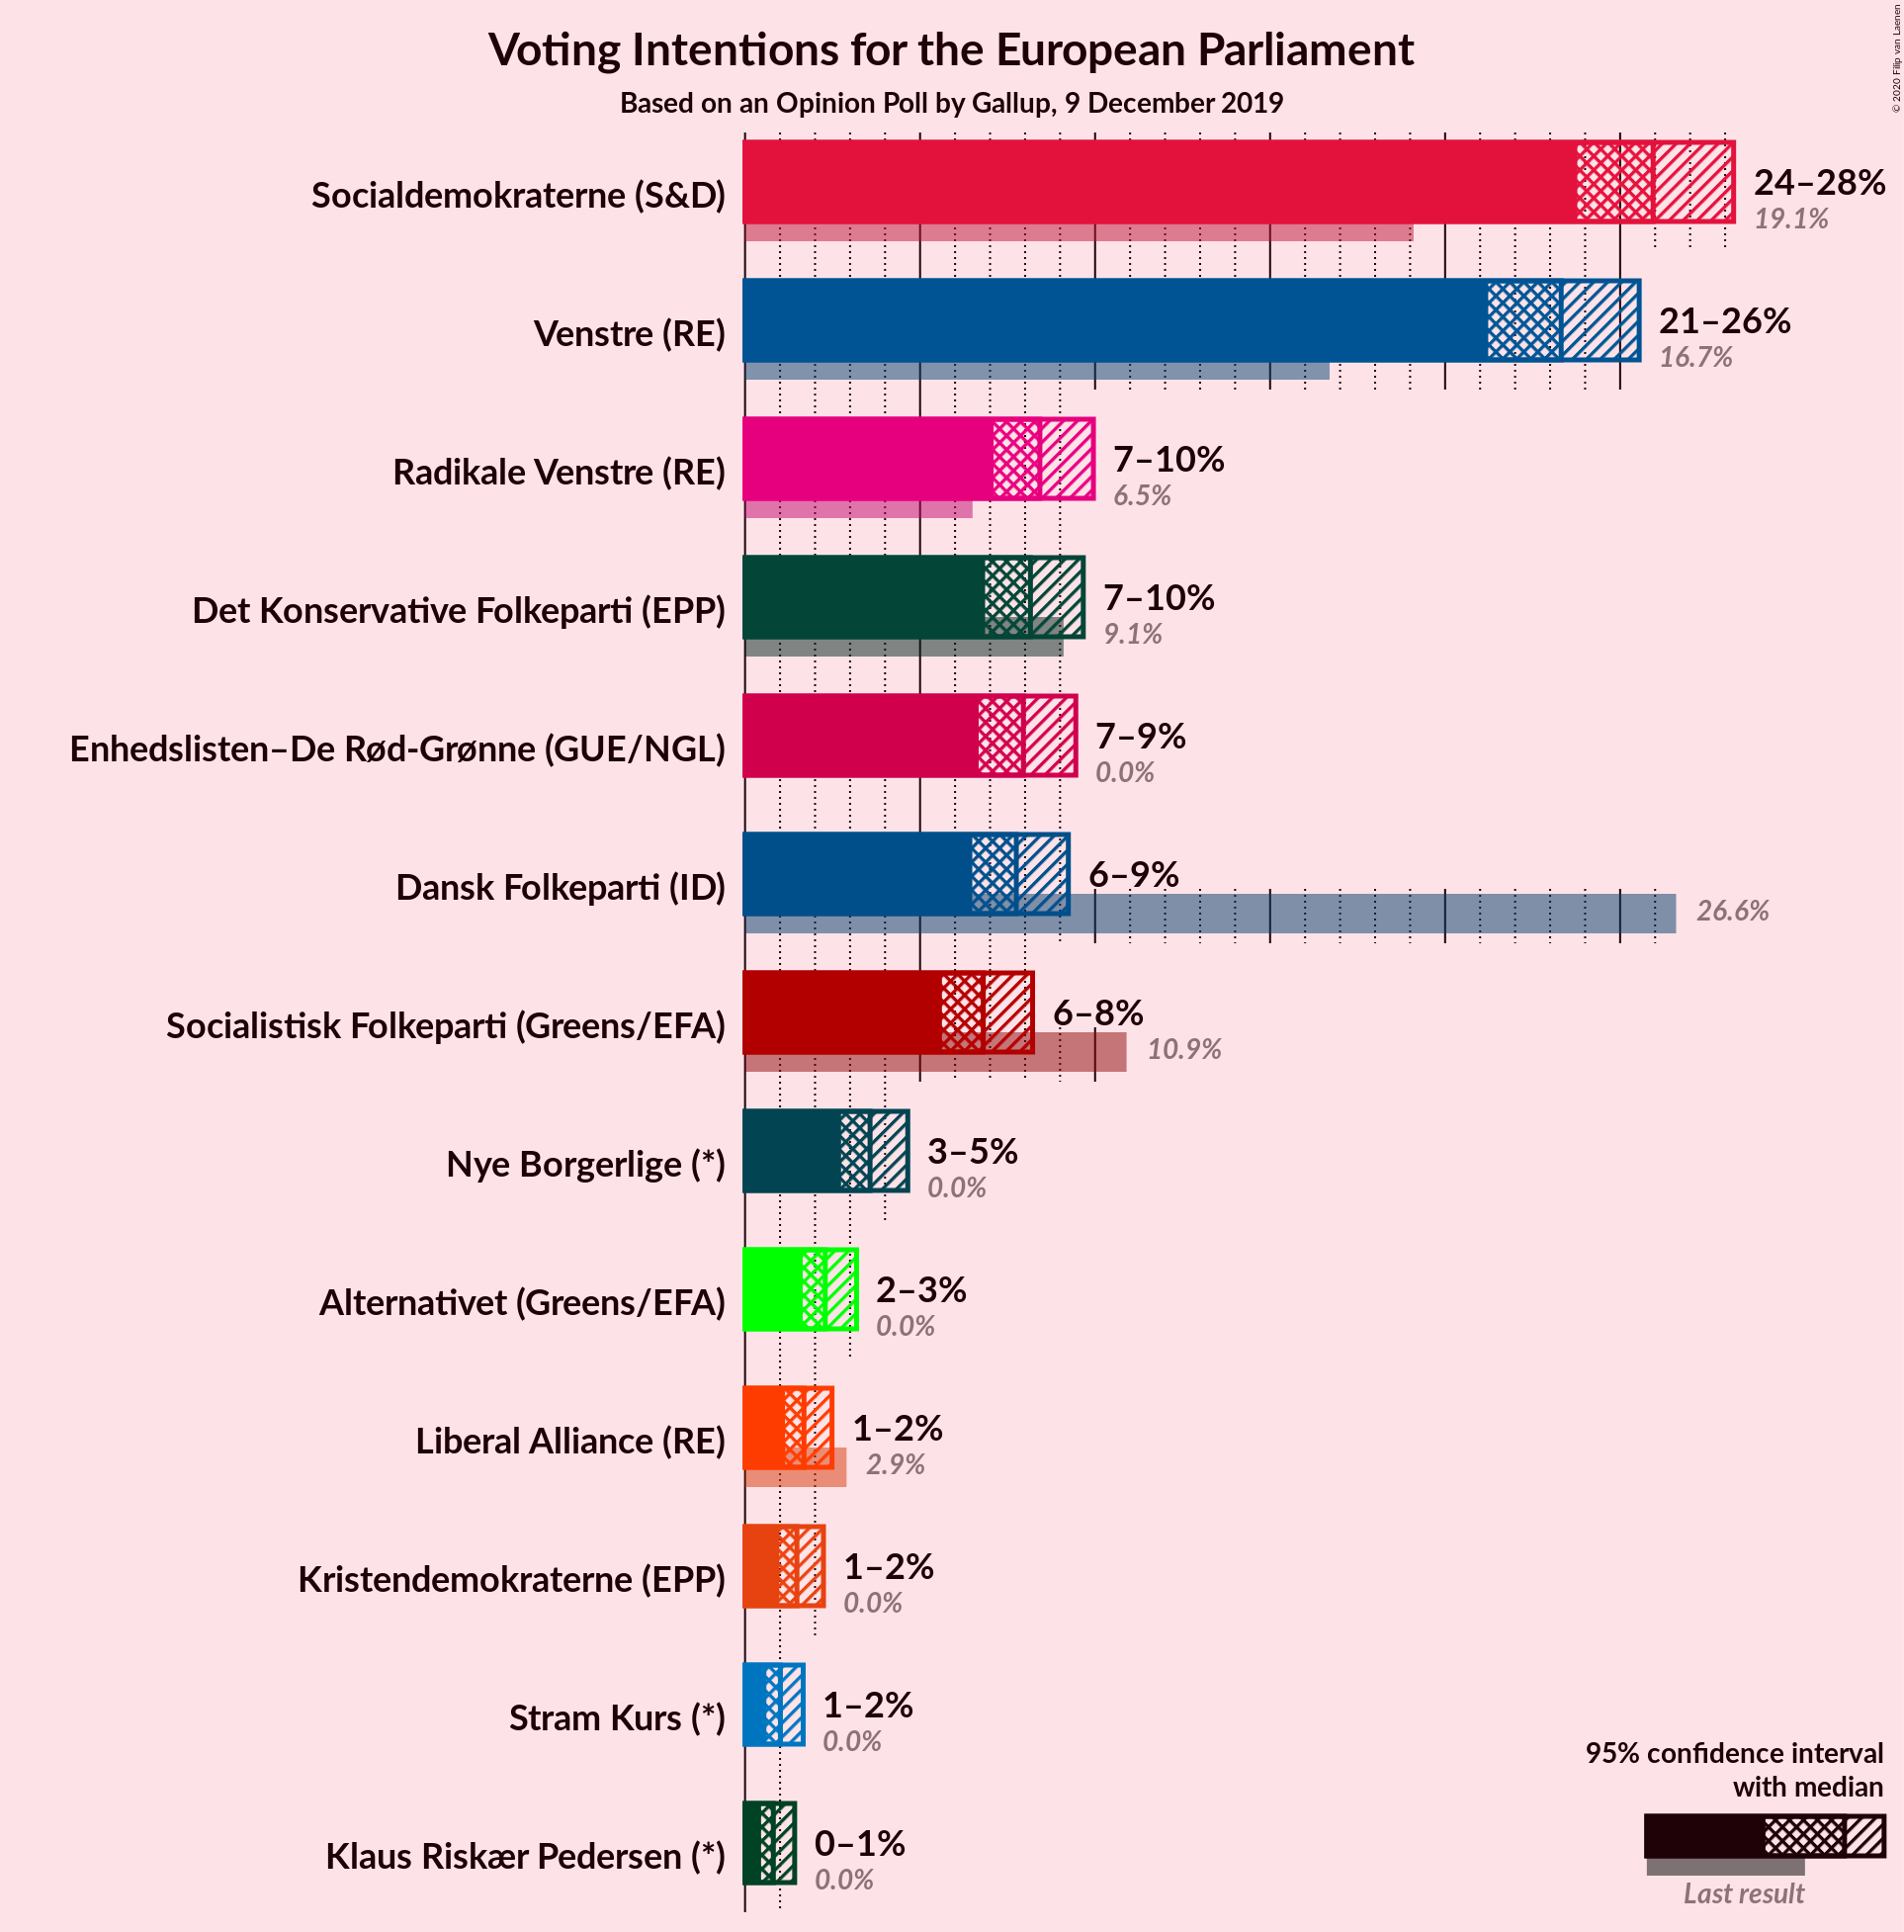 © 2020 Filip van Laenen
Voting Intentions for the European Parliament
Based on an Opinion Poll by Gallup, 9 December 2019
Socialdemokraterne (S&D)
24–28%
19.1%
Venstre (RE)
21–26%
16.7%
Radikale Venstre (RE)
7–10%
6.5%
Det Konservative Folkeparti (EPP)
7–10%
9.1%
Enhedslisten–De Rød-Grønne (GUE/NGL)
7–9%
0.0%
Dansk Folkeparti (ID)
6–9%
26.6%
Socialistisk Folkeparti (Greens/EFA)
6–8%
10.9%
Nye Borgerlige (*)
3–5%
0.0%
Alternativet (Greens/EFA)
2–3%
0.0%
Liberal Alliance (RE)
1–2%
2.9%
Kristendemokraterne (EPP)
1–2%
0.0%
Stram Kurs (*)
1–2%
0.0%
Klaus Riskær Pedersen (*)
0–1%
0.0%
95% confidence interval
with median
Last result